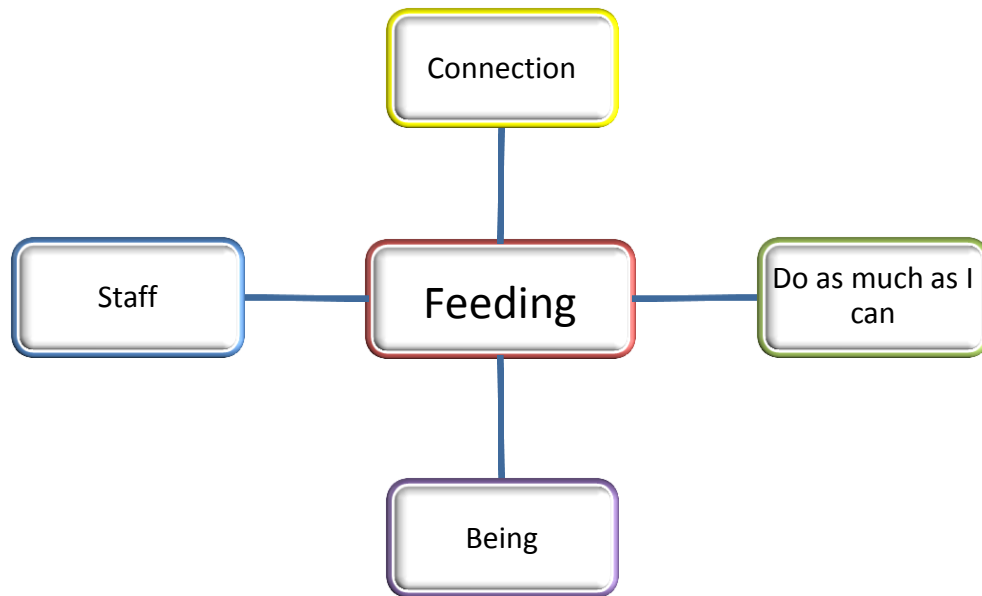 Connection
Staff
Feeding
Do as much as I
can
Being